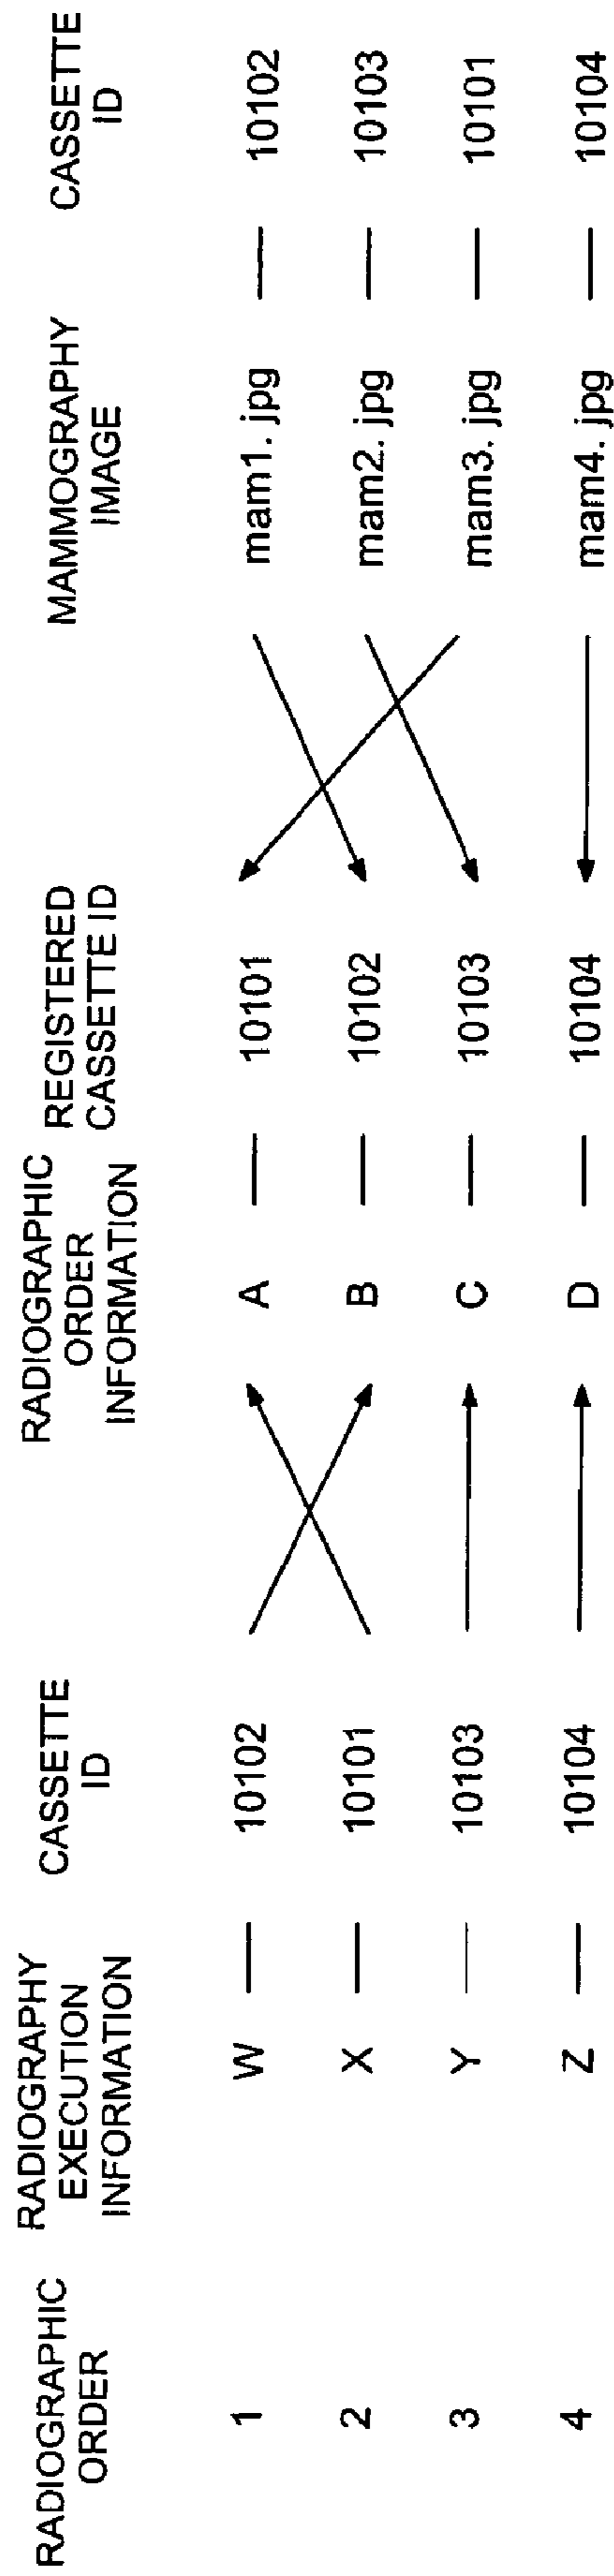 RADIOGRAPHIC
ORDER
RADIOGRAPHY
EXECUTION
INFORMATION
CASSETTE
ID
RADIOGRAPHIC
ORDER
INFORMATION
REGISTERED
CASSETTE ID
MAMMOGRAPHY
IMAGE
CASSETTE
ID
1 W — 10102 A — 10101 mam1. jpg — 10102
2 X — 10101 B — 10102 mam2. jpg — 10103
3 Y — 10103 C — 10103 mam3. jpg — 10101
4 Z — 10104 D — 10104 mam4. jpg — 10104